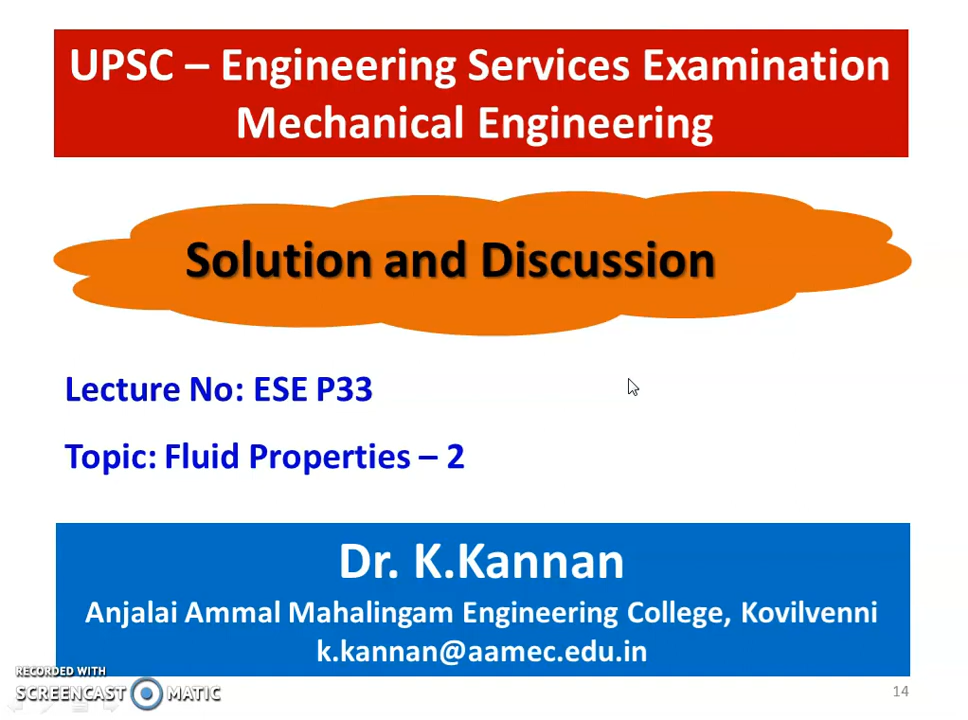 UPSC – Engineering Services Examination
Mechanical Engineering
Solution and Discussion
Lecture No: ESE P33
Topic: Fluid Properties – 2
Dr. K.Kannan
Anjalai Ammal Mahalingam Engineering College, Kovilvenni
k.kannan@aamec.edu.in
RECORDED WITH
SCREENCAST MATIC
14